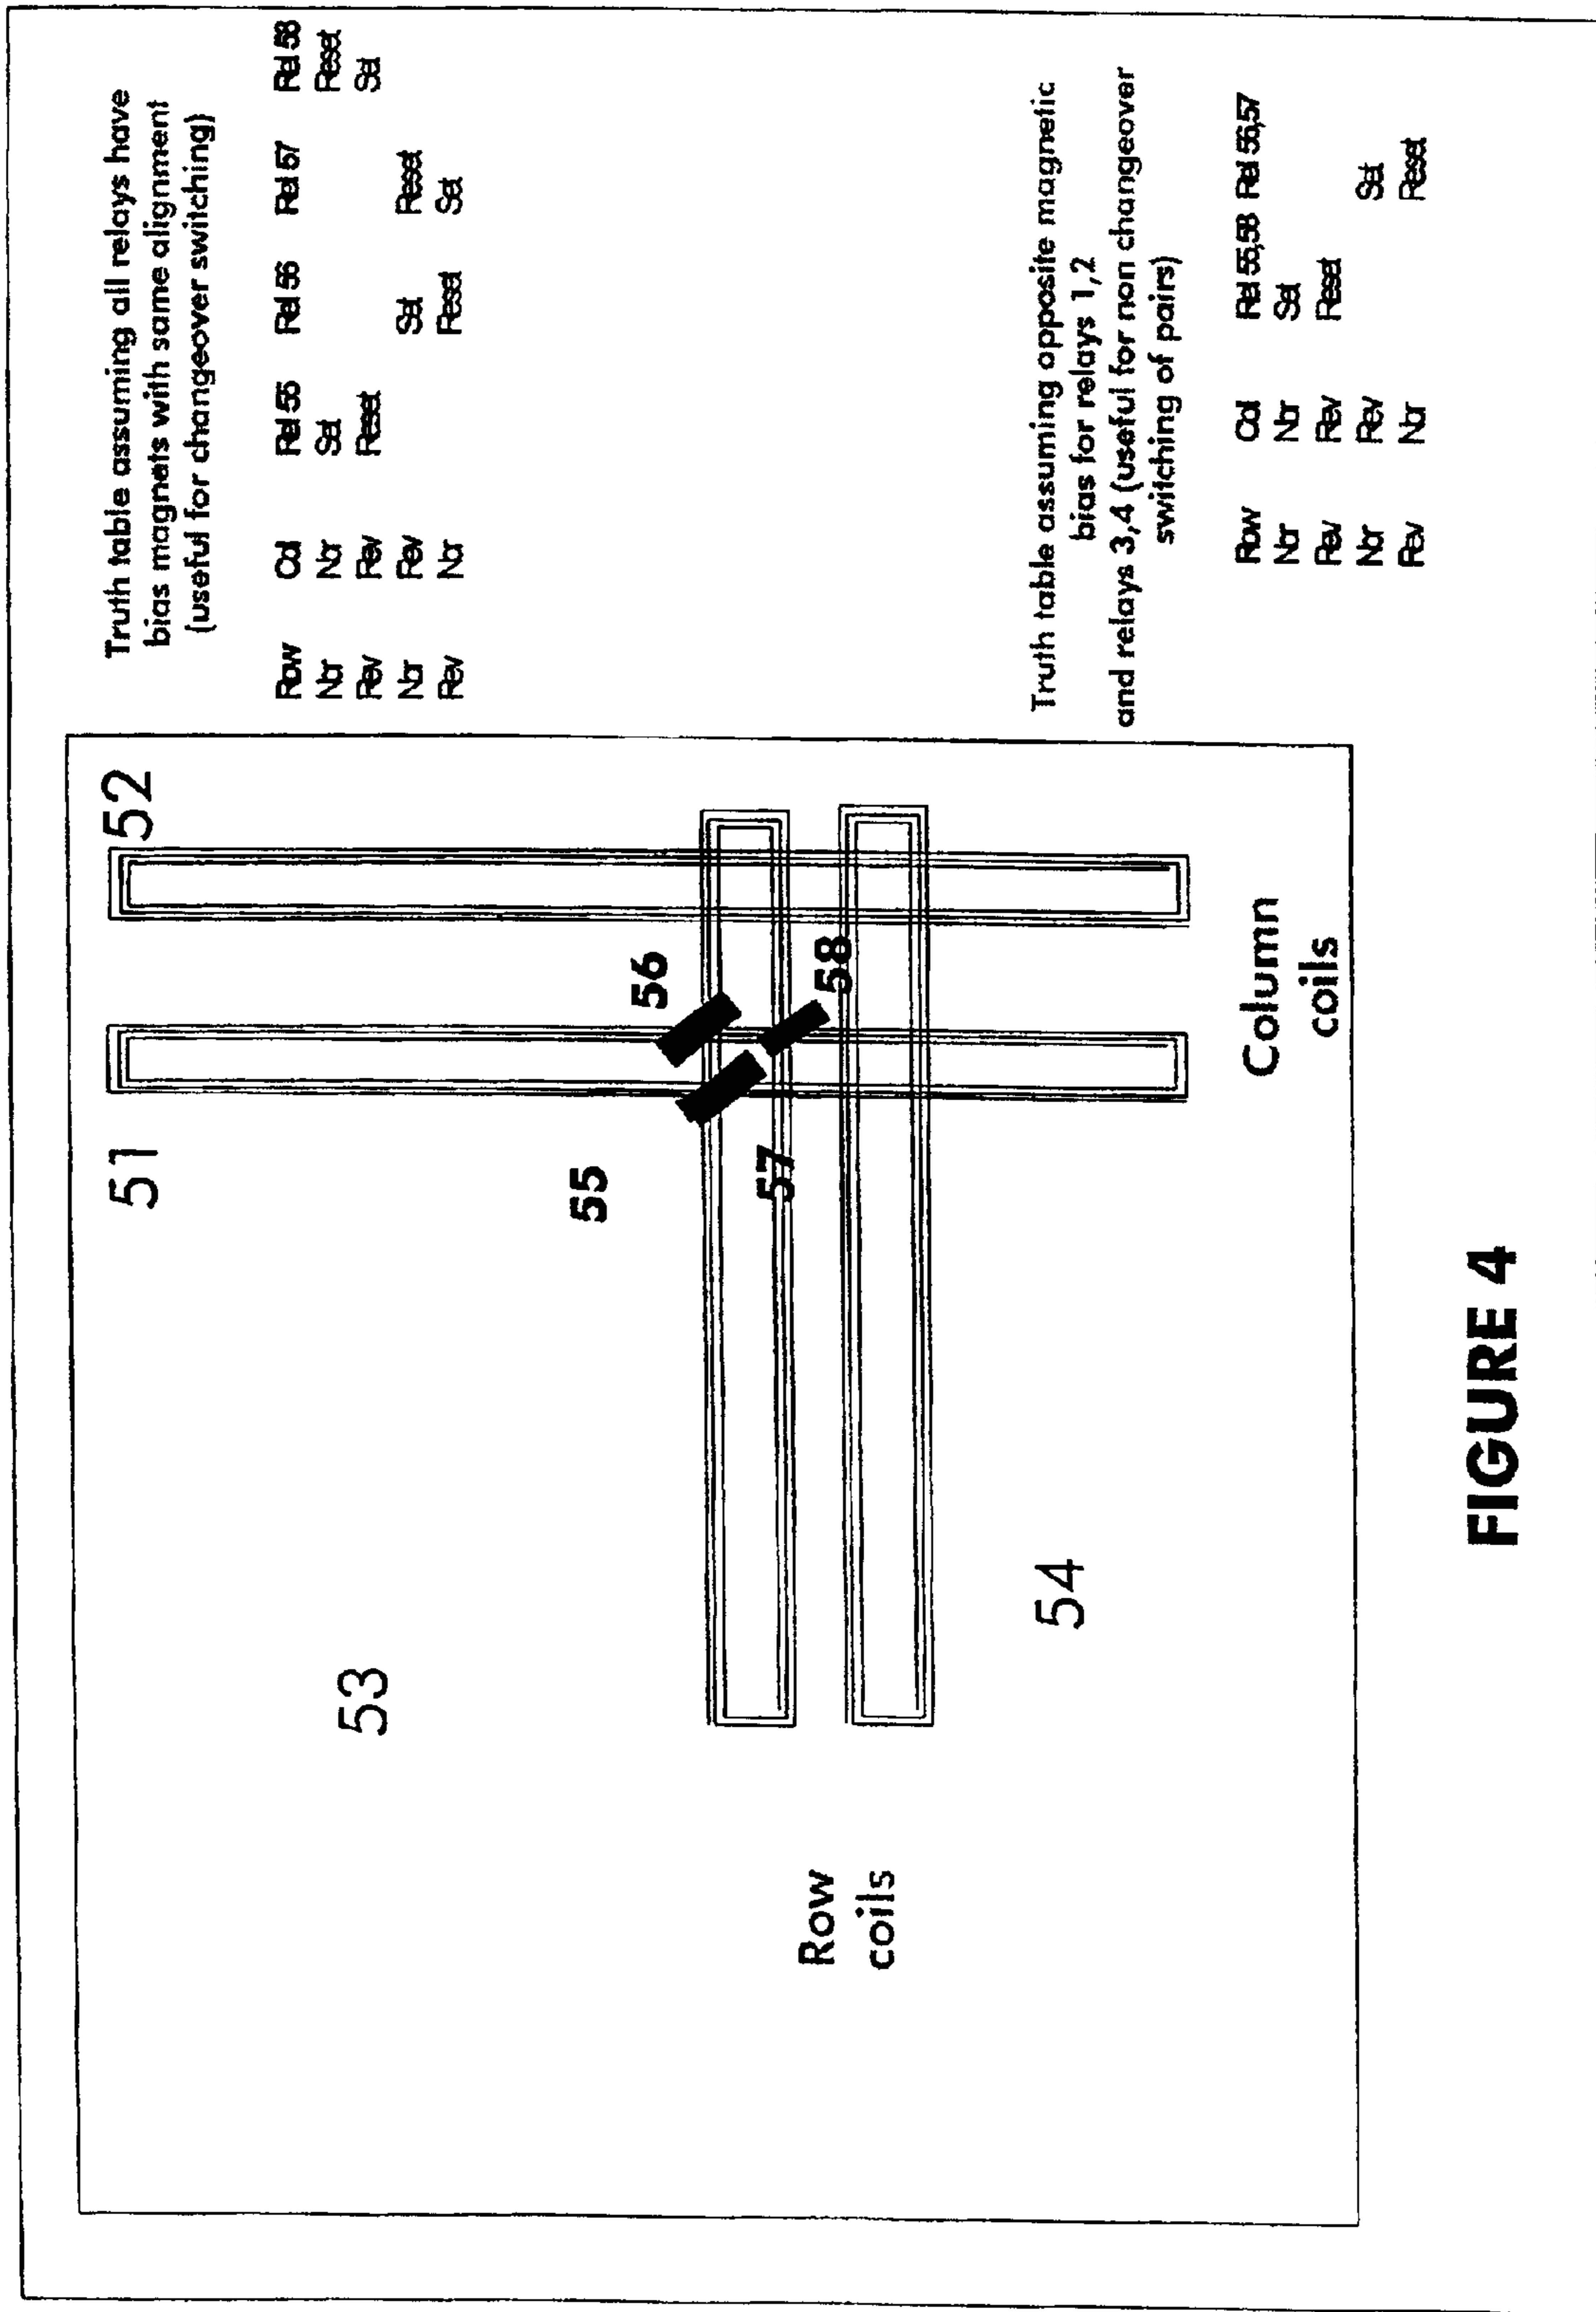 52
51
56
55
58
57
53
54
Row
coils
Column
coils
Truth table assuming all relays have
bias magnets with same alignment
(useful for changeover switching)
Row Col Rel 55 Rel 56 Rel 57 Rel 58
Nor Nor Set Reset
Rev Rev Reset Set
Nor Rev Set Reset
Rev Nor Reset Set
Truth table assuming opposite magnetic
bias for relays 1,2
and relays 3,4 (useful for non changeover
switching of pairs)
Row Col Rel 55,58 Rel 56,57
Nor Nor Set
Rev Rev Reset
Nor Rev Set
Rev Nor Reset
FIGURE 4